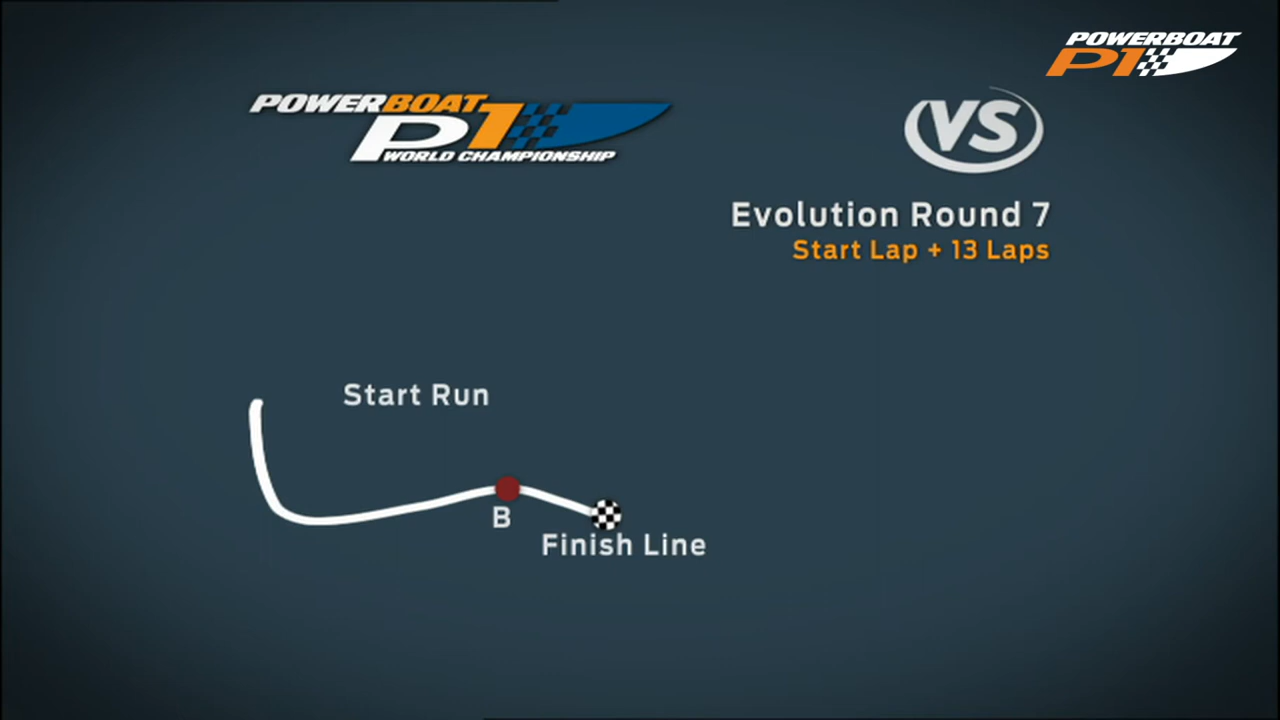 POWERBOAT
P1
POWERBOAT
P1
WORLD CHAMPIONSHIP
VS
Evolution Round 7
Start Lap + 13 Laps
Start Run
B
Finish Line